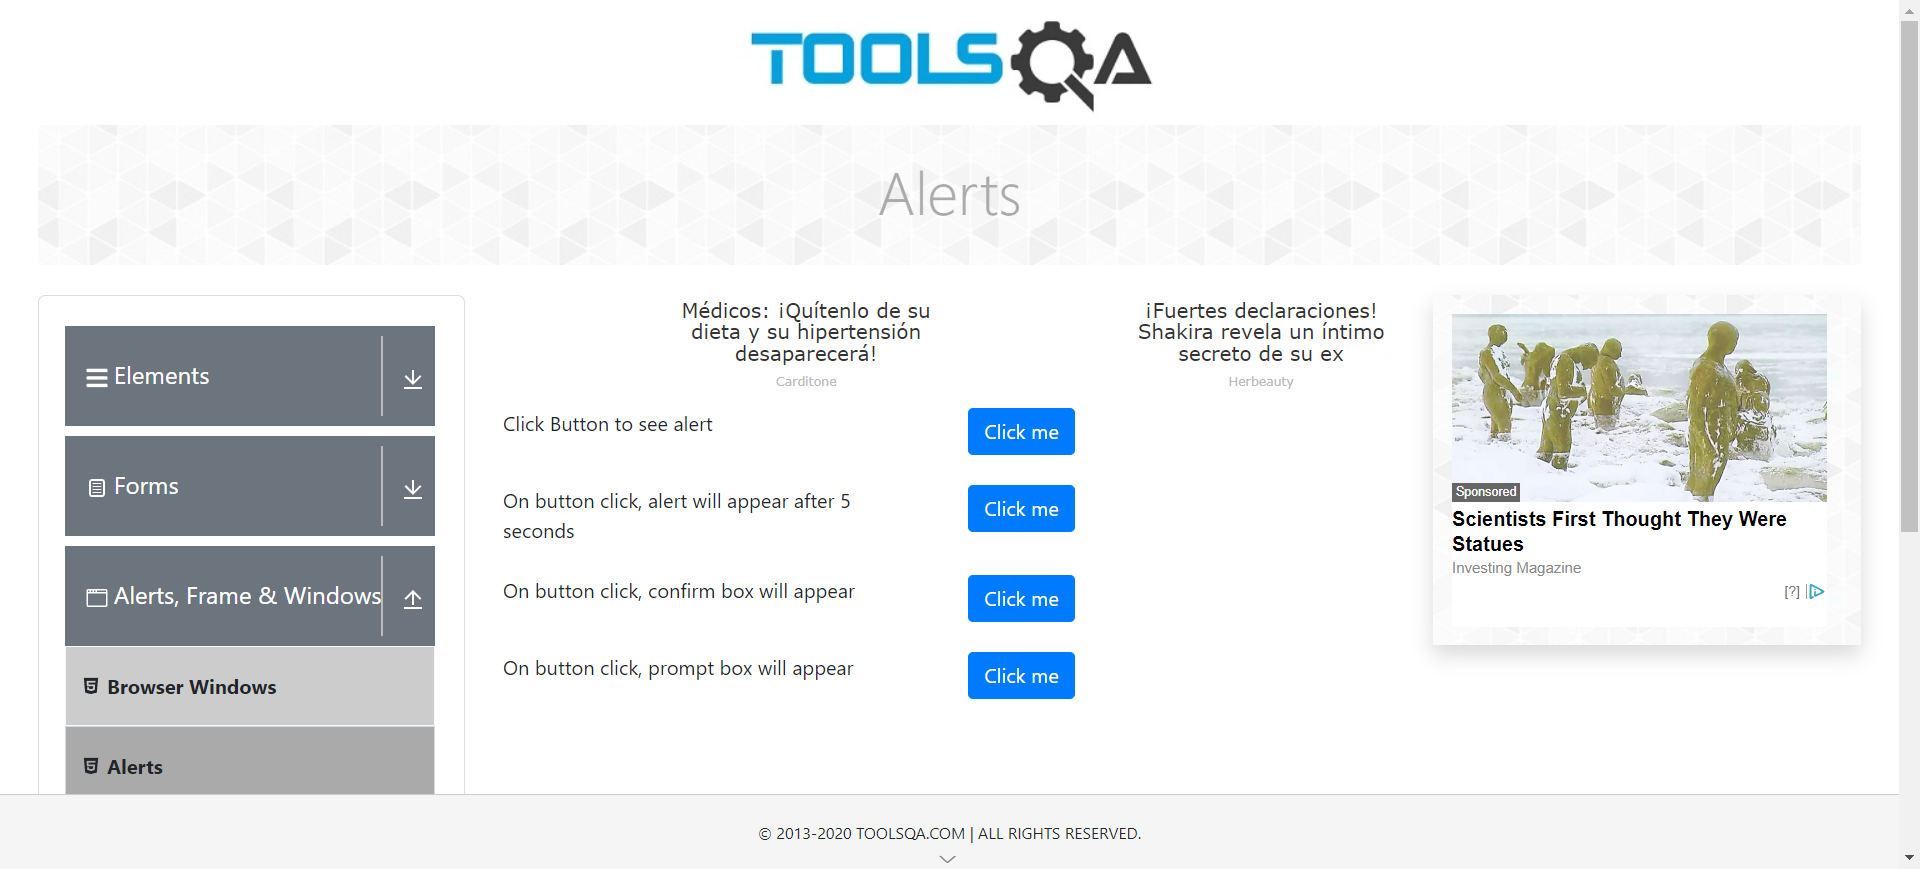 TOOLSQA
Alerts
Elements
Forms
Alerts, Frame & Windows
Browser Windows
Alerts
Médicos: ¡Quítenlo de su
dieta y su hipertensión
desaparecerá!
Carditone
¡Fuertes declaraciones!
Shakira revela un íntimo
secreto de su ex
Herbeauty
Click Button to see alert
Click me
On button click, alert will appear after 5
seconds
Click me
On button click, confirm box will appear
Click me
On button click, prompt box will appear
Click me
Sponsored
Scientists First Thought They Were
Statues
Investing Magazine
[?]
© 2013-2020 TOOLSQA.COM | ALL RIGHTS RESERVED.